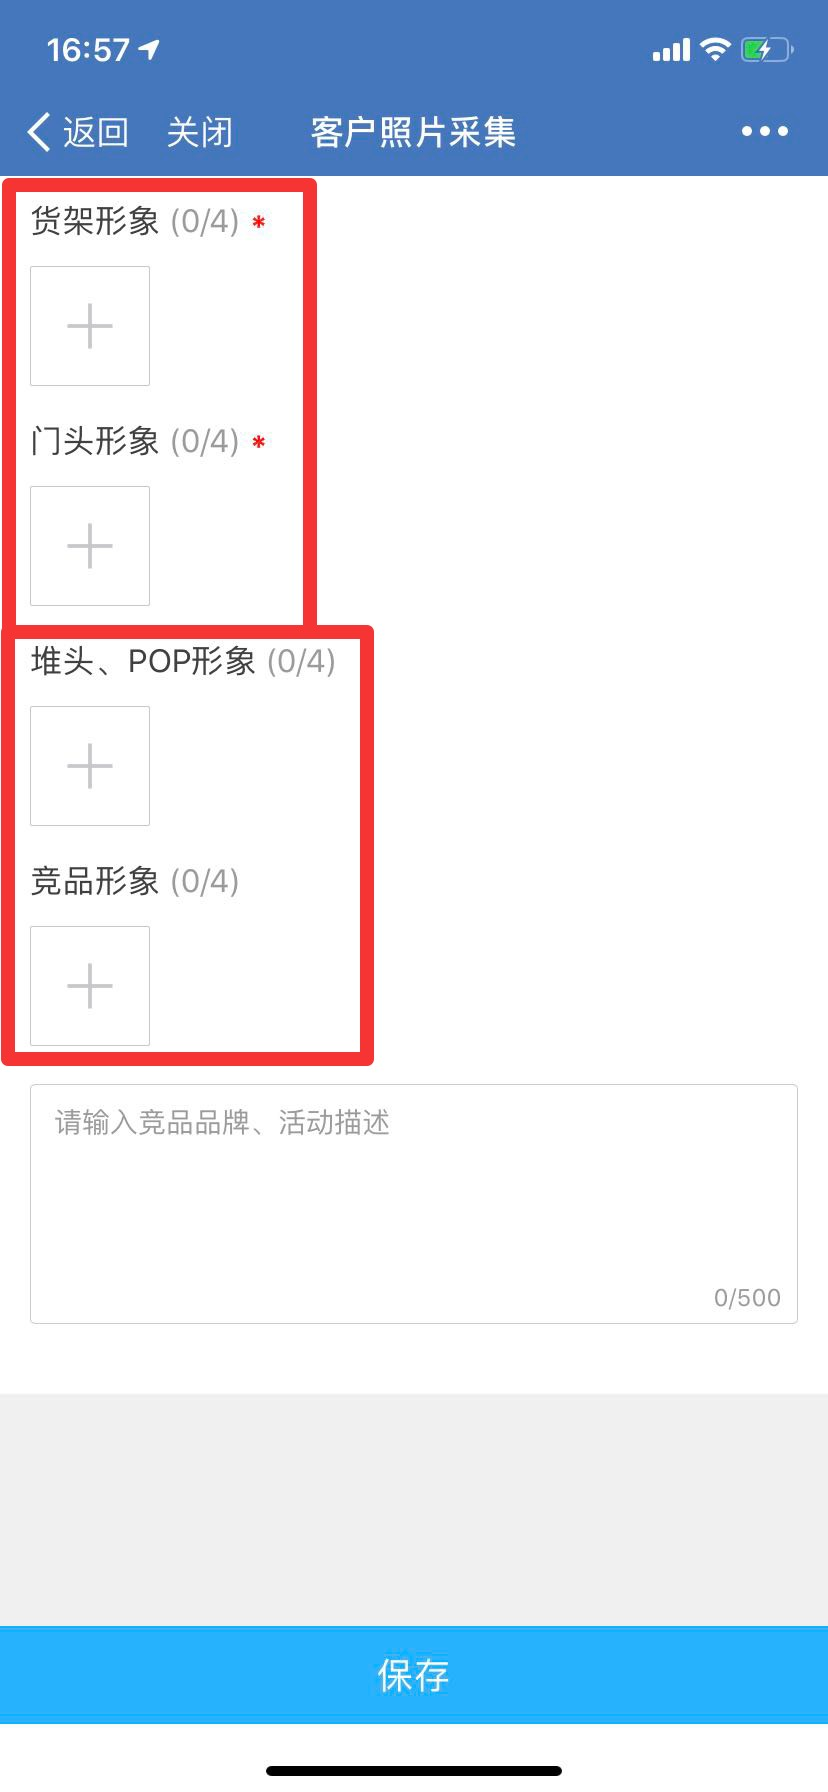 16:57
返回 关闭 客户照片采集
货架形象 (0/4) *
门头形象 (0/4) *
堆头、POP形象 (0/4)
竞品形象 (0/4)
请输入竞品品牌、活动描述
0/500
保存